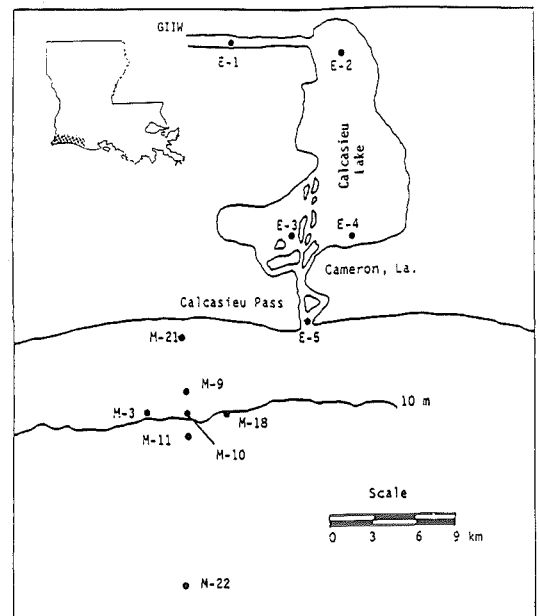 GIIW
E-1
E-2
Calcasieu
Lake
E-3
E-4
Cameron, La.
Calcasieu Pass
E-5
M-21
M-9
M-3
M-18
10 m
M-11
M-10
Scale
0 3 6 9 km
M-22